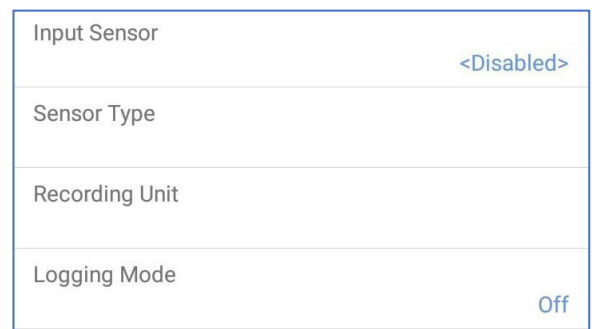 Input Sensor
<Disabled>
Sensor Type
Recording Unit
Logging Mode
Off